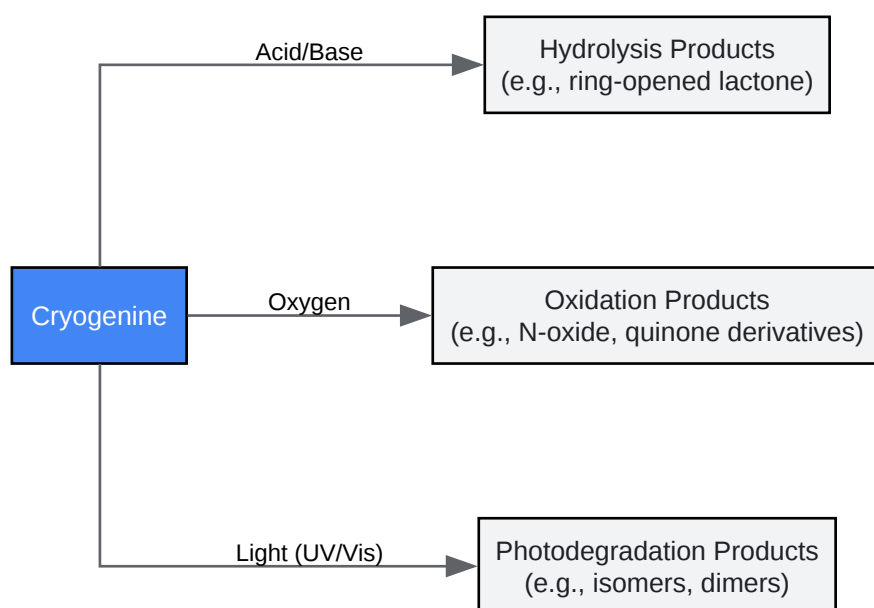 Acid/Base
Hydrolysis Products
(e.g., ring-opened lactone)
Cryogenine
Oxygen
Oxidation Products
(e.g., N-oxide, quinone derivatives)
Light (UV/Vis)
Photodegradation Products
(e.g., isomers, dimers)